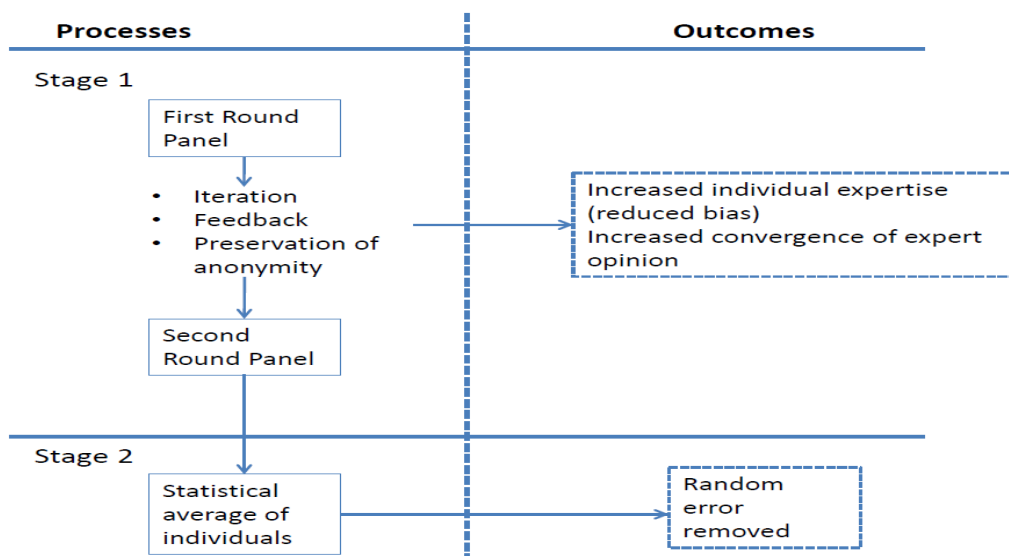 Processes
Outcomes
Stage 1
First Round
Panel
• Iteration
• Feedback
• Preservation of
anonymity
Increased individual expertise
(reduced bias)
Increased convergence of expert
opinion
Second
Round Panel
Stage 2
Statistical
average of
individuals
Random
error
removed